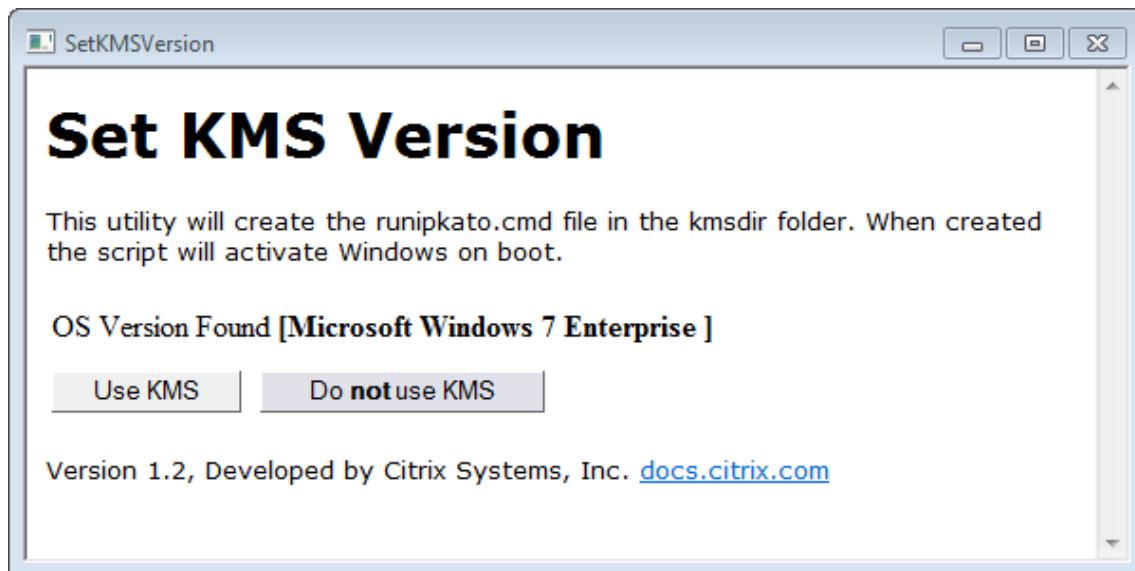 SetKMSVersion
Set KMS Version
This utility will create the runipkato.cmd file in the kmsdir folder. When created
the script will activate Windows on boot.
OS Version Found [Microsoft Windows 7 Enterprise ]
Use KMS Do not use KMS
Version 1.2, Developed by Citrix Systems, Inc. docs.citrix.com